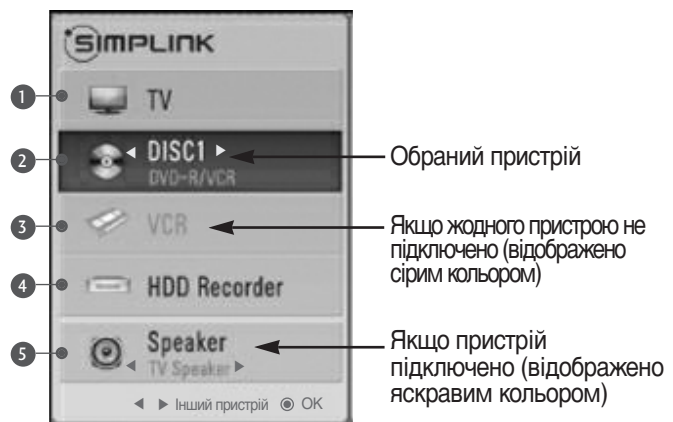 SIMPLINK
1 TV
2 DISC1
DVD-R/VCR
Обраний пристрій
3 VCR
Якщо жодного пристрою не
підключено (відображено
сірим кольором)
4 HDD Recorder
5 Speaker
TV Speaker
Якщо пристрій
підключено (відображено
яскравим кольором)
◄ ► Інший пристрій ◉ OK